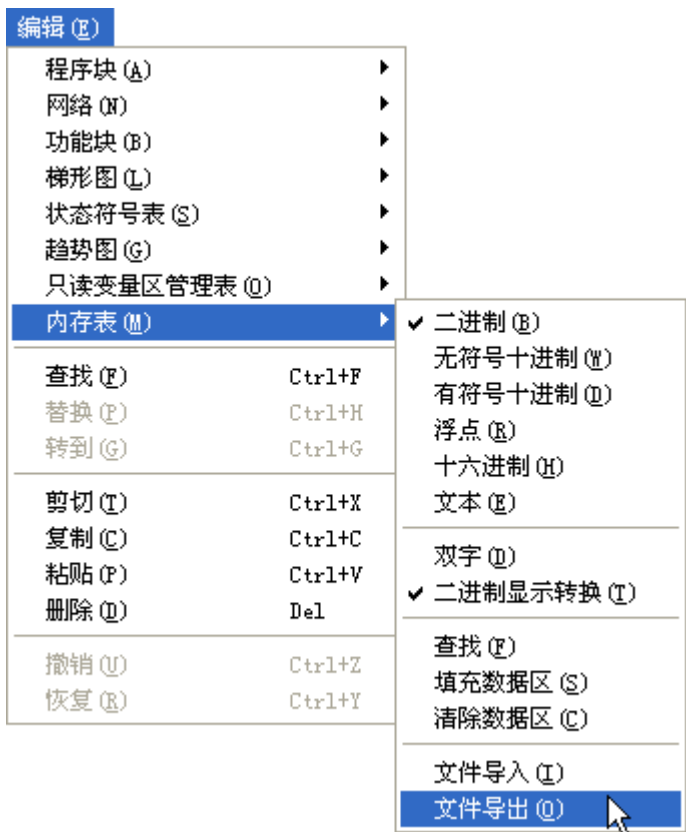 编辑(E)
程序块(A)
网络(N)
功能块(B)
梯形图(L)
状态符号表(S)
趋势图(G)
只读变量区管理表(O)
内存表(M)
查找(F) Ctrl+F
替换(P) Ctrl+H
转到(G) Ctrl+G
剪切(T) Ctrl+X
复制(C) Ctrl+C
粘贴(P) Ctrl+V
删除(D) Del
撤销(U) Ctrl+Z
恢复(R) Ctrl+Y
二进制(B)
无符号十进制(W)
有符号十进制(D)
浮点(R)
十六进制(H)
文本(E)
双字(D)
二进制显示转换(T)
查找(F)
填充数据区(S)
清除数据区(C)
文件导入(I)
文件导出(O)